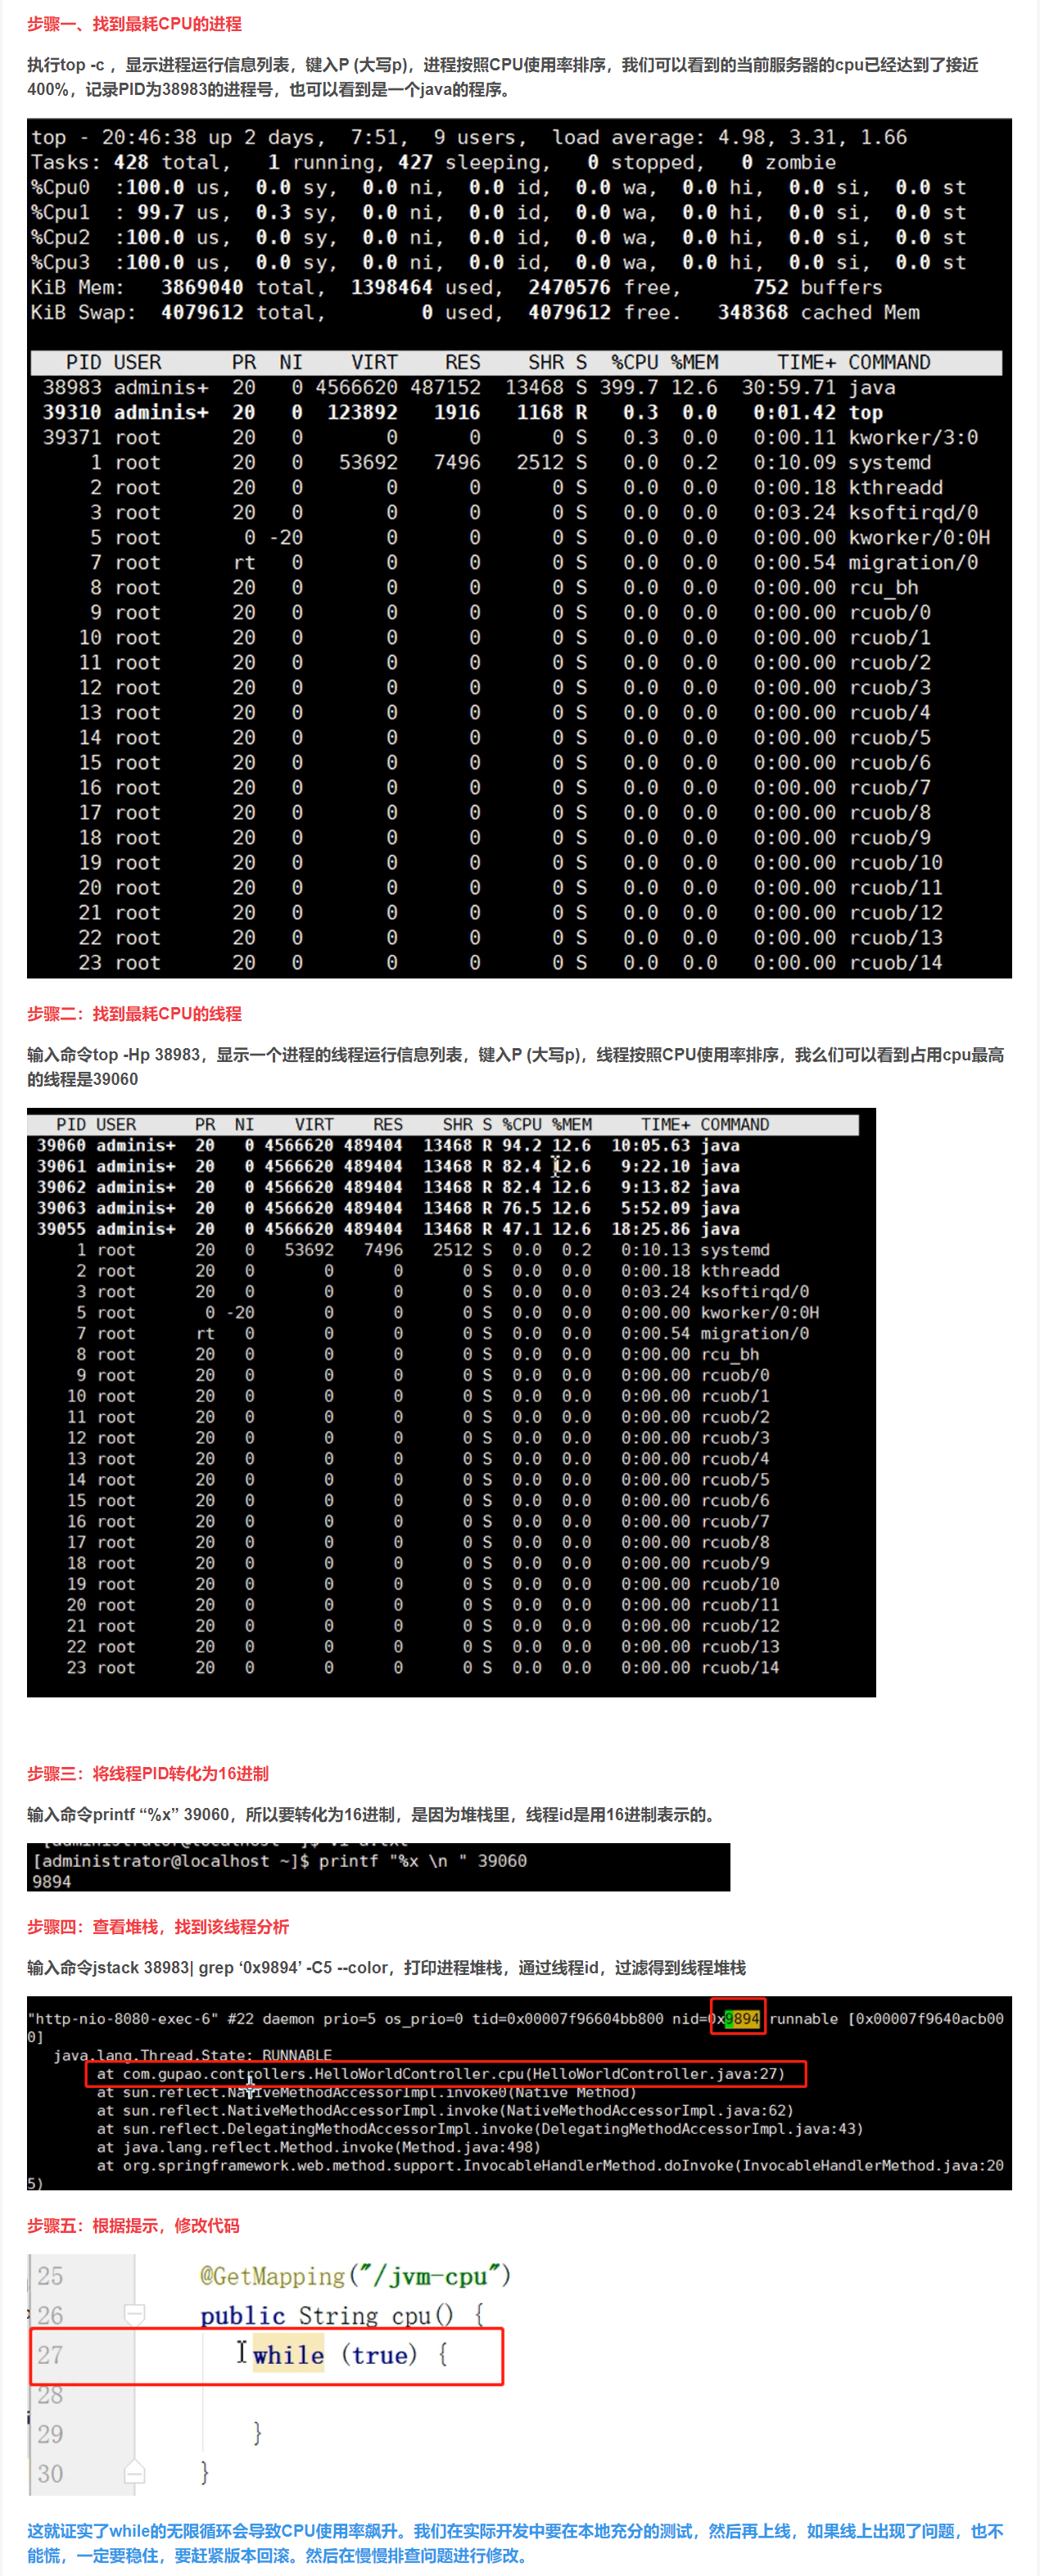 步骤一、找到最耗CPU的进程
执行top -c ，显示进程运行信息列表，键入P (大写p)，进程按照CPU使用率排序，我们可以看到的当前服务器的cpu已经达到了接近
400%，记录PID为38983的进程号，也可以看到是一个java的程序。
top - 20:46:38 up 2 days,  7:51,  9 users,  load average: 4.98, 3.31, 1.66
Tasks: 428 total,   1 running, 427 sleeping,   0 stopped,   0 zombie
%Cpu0  :100.0 us,  0.0 sy,  0.0 ni,  0.0 id,  0.0 wa,  0.0 hi,  0.0 si,  0.0 st
%Cpu1  : 99.7 us,  0.3 sy,  0.0 ni,  0.0 id,  0.0 wa,  0.0 hi,  0.0 si,  0.0 st
%Cpu2  :100.0 us,  0.0 sy,  0.0 ni,  0.0 id,  0.0 wa,  0.0 hi,  0.0 si,  0.0 st
%Cpu3  :100.0 us,  0.0 sy,  0.0 ni,  0.0 id,  0.0 wa,  0.0 hi,  0.0 si,  0.0 st
KiB Mem:   3869040 total,  1398464 used,  2470576 free,      752 buffers
KiB Swap:  4079612 total,        0 used,  4079612 free.   348368 cached Mem
PID USER PR NI VIRT RES SHR S %CPU %MEM TIME+ COMMAND
38983 adminis+ 20 0 4566620 487152 13468 S 399.7 12.6 30:59.71 java
39310 adminis+ 20 0 123892 1916 1168 R 0.3 0.0 0:01.42 top
39371 root 20 0 0 0 0 S 0.3 0.0 0:00.11 kworker/3:0
1 root 20 0 53692 7496 2512 S 0.0 0.2 0:10.09 systemd
2 root 20 0 0 0 0 S 0.0 0.0 0:00.18 kthreadd
3 root 20 0 0 0 0 S 0.0 0.0 0:03.24 ksoftirqd/0
5 root 0 -20 0 0 0 S 0.0 0.0 0:00.00 kworker/0:0H
7 root rt 0 0 0 0 S 0.0 0.0 0:00.54 migration/0
8 root 20 0 0 0 0 S 0.0 0.0 0:00.00 rcu_bh
9 root 20 0 0 0 0 S 0.0 0.0 0:00.00 rcuob/0
10 root 20 0 0 0 0 S 0.0 0.0 0:00.00 rcuob/1
11 root 20 0 0 0 0 S 0.0 0.0 0:00.00 rcuob/2
12 root 20 0 0 0 0 S 0.0 0.0 0:00.00 rcuob/3
13 root 20 0 0 0 0 S 0.0 0.0 0:00.00 rcuob/4
14 root 20 0 0 0 0 S 0.0 0.0 0:00.00 rcuob/5
15 root 20 0 0 0 0 S 0.0 0.0 0:00.00 rcuob/6
16 root 20 0 0 0 0 S 0.0 0.0 0:00.00 rcuob/7
17 root 20 0 0 0 0 S 0.0 0.0 0:00.00 rcuob/8
18 root 20 0 0 0 0 S 0.0 0.0 0:00.00 rcuob/9
19 root 20 0 0 0 0 S 0.0 0.0 0:00.00 rcuob/10
20 root 20 0 0 0 0 S 0.0 0.0 0:00.00 rcuob/11
21 root 20 0 0 0 0 S 0.0 0.0 0:00.00 rcuob/12
22 root 20 0 0 0 0 S 0.0 0.0 0:00.00 rcuob/13
23 root 20 0 0 0 0 S 0.0 0.0 0:00.00 rcuob/14
步骤二：找到最耗CPU的线程
输入命令top -Hp 38983，显示一个进程的线程运行信息列表，键入P (大写p)，线程按照CPU使用率排序，我么们可以看到占用cpu最高
的线程是39060
PID USER PR NI VIRT RES SHR S %CPU %MEM TIME+ COMMAND
39060 adminis+ 20 0 4566620 489404 13468 R 94.2 12.6 10:05.63 java
39061 adminis+ 20 0 4566620 489404 13468 R 82.4 12.6 9:22.10 java
39062 adminis+ 20 0 4566620 489404 13468 R 82.4 12.6 9:13.82 java
39063 adminis+ 20 0 4566620 489404 13468 R 76.5 12.6 5:52.09 java
39055 adminis+ 20 0 4566620 489404 13468 R 47.1 12.6 18:25.86 java
1 root 20 0 53692 7496 2512 S 0.0 0.2 0:10.13 systemd
2 root 20 0 0 0 0 S 0.0 0.0 0:00.18 kthreadd
3 root 20 0 0 0 0 S 0.0 0.0 0:03.24 ksoftirqd/0
5 root 0 -20 0 0 0 S 0.0 0.0 0:00.00 kworker/0:0H
7 root rt 0 0 0 0 S 0.0 0.0 0:00.54 migration/0
8 root 20 0 0 0 0 S 0.0 0.0 0:00.00 rcu_bh
9 root 20 0 0 0 0 S 0.0 0.0 0:00.00 rcuob/0
10 root 20 0 0 0 0 S 0.0 0.0 0:00.00 rcuob/1
11 root 20 0 0 0 0 S 0.0 0.0 0:00.00 rcuob/2
12 root 20 0 0 0 0 S 0.0 0.0 0:00.00 rcuob/3
13 root 20 0 0 0 0 S 0.0 0.0 0:00.00 rcuob/4
14 root 20 0 0 0 0 S 0.0 0.0 0:00.00 rcuob/5
15 root 20 0 0 0 0 S 0.0 0.0 0:00.00 rcuob/6
16 root 20 0 0 0 0 S 0.0 0.0 0:00.00 rcuob/7
17 root 20 0 0 0 0 S 0.0 0.0 0:00.00 rcuob/8
18 root 20 0 0 0 0 S 0.0 0.0 0:00.00 rcuob/9
19 root 20 0 0 0 0 S 0.0 0.0 0:00.00 rcuob/10
20 root 20 0 0 0 0 S 0.0 0.0 0:00.00 rcuob/11
21 root 20 0 0 0 0 S 0.0 0.0 0:00.00 rcuob/12
22 root 20 0 0 0 0 S 0.0 0.0 0:00.00 rcuob/13
23 root 20 0 0 0 0 S 0.0 0.0 0:00.00 rcuob/14
步骤三：将线程PID转化为16进制
输入命令printf “%x” 39060，所以要转化为16进制，是因为堆栈里，线程id是用16进制表示的。
[administrator@localhost ~]$ printf "%x \n " 39060
9894
步骤四：查看堆栈，找到该线程分析
输入命令jstack 38983| grep ‘0x9894’ -C5 --color，打印进程堆栈，通过线程id，过滤得到线程堆栈
"http-nio-8080-exec-6" #22 daemon prio=5 os_prio=0 tid=0x00007f96604bb800 nid=0x9894 runnable [0x00007f9640acb00
0]
java.lang.Thread.State: RUNNABLE
at com.gupao.controllers.HelloWorldController.cpu(HelloWorldController.java:27)
at sun.reflect.NativeMethodAccessorImpl.invoke0(Native Method)
at sun.reflect.NativeMethodAccessorImpl.invoke(NativeMethodAccessorImpl.java:62)
at sun.reflect.DelegatingMethodAccessorImpl.invoke(DelegatingMethodAccessorImpl.java:43)
at java.lang.reflect.Method.invoke(Method.java:498)
at org.springframework.web.method.support.InvocableHandlerMethod.doInvoke(InvocableHandlerMethod.java:20
5)
步骤五：根据提示，修改代码
25 @GetMapping("/jvm-cpu")
26 public String cpu() {
27 while (true) {
28
29 }
30 }
这就证实了while的无限循环会导致CPU使用率飙升。我们在实际开发中要在本地充分的测试，然后再上线，如果线上出现了问题，也不
能慌，一定要稳住，要赶紧版本回滚。然后在慢慢排查问题进行修改。